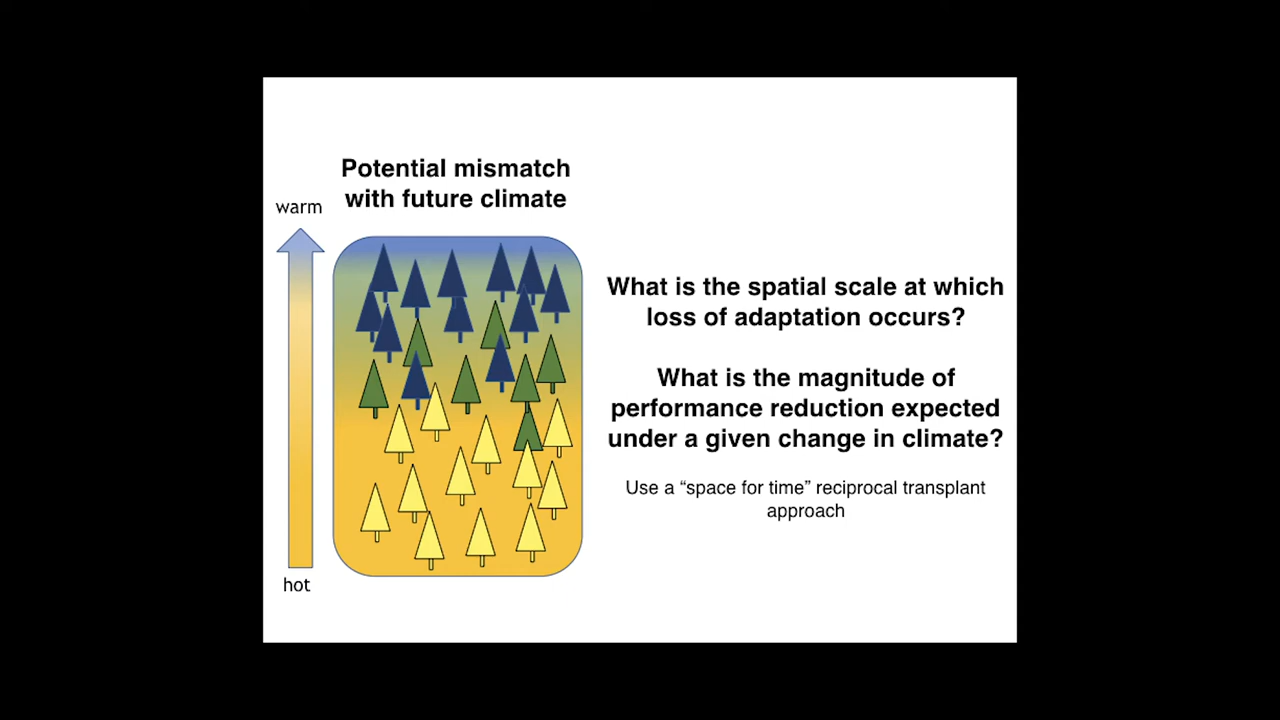 Potential mismatch
with future climate
warm
hot
What is the spatial scale at which
loss of adaptation occurs?
What is the magnitude of
performance reduction expected
under a given change in climate?
Use a “space for time” reciprocal transplant
approach